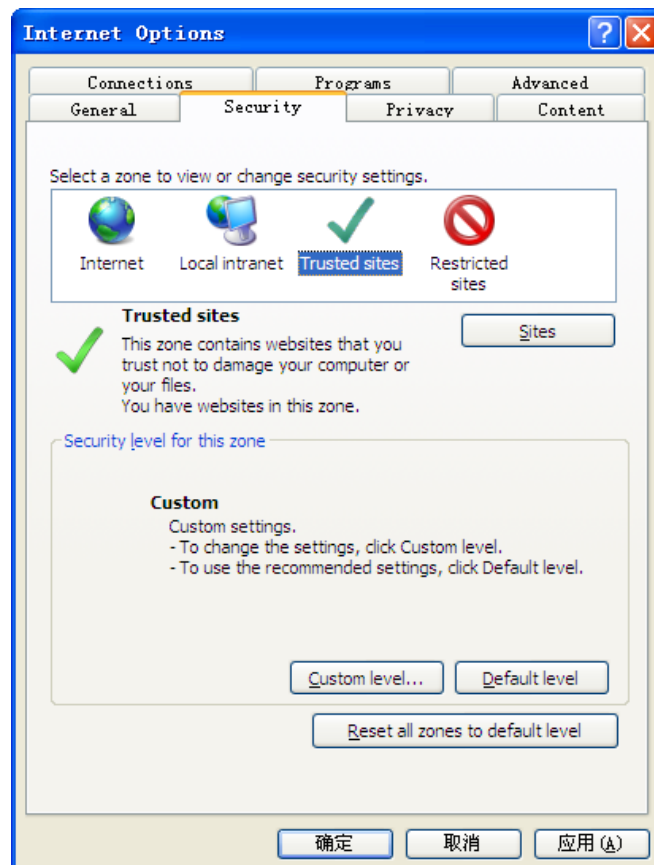 Internet Options
Connections Programs Advanced
General Security Privacy Content
Select a zone to view or change security settings.
Internet Local intranet Trusted sites Restricted
sites
Trusted sites
Sites
This zone contains websites that you
trust not to damage your computer or
your files.
You have websites in this zone.
Security level for this zone
Custom
Custom settings.
- To change the settings, click Custom level.
- To use the recommended settings, click Default level.
Custom level... Default level
Reset all zones to default level
确定 取消 应用(A)